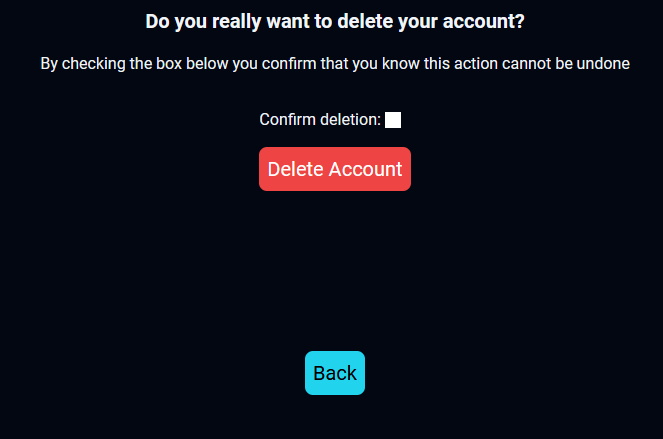 Do you really want to delete your account?
By checking the box below you confirm that you know this action cannot be undone
Confirm deletion:
Delete Account
Back